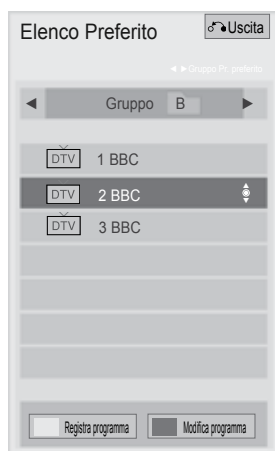 Elenco Preferito
Uscita
◄ ►Gruppo Pr. preferito
◄ Gruppo B ►
DTV 1 BBC
DTV 2 BBC
DTV 3 BBC
Registra programma Modifica programma